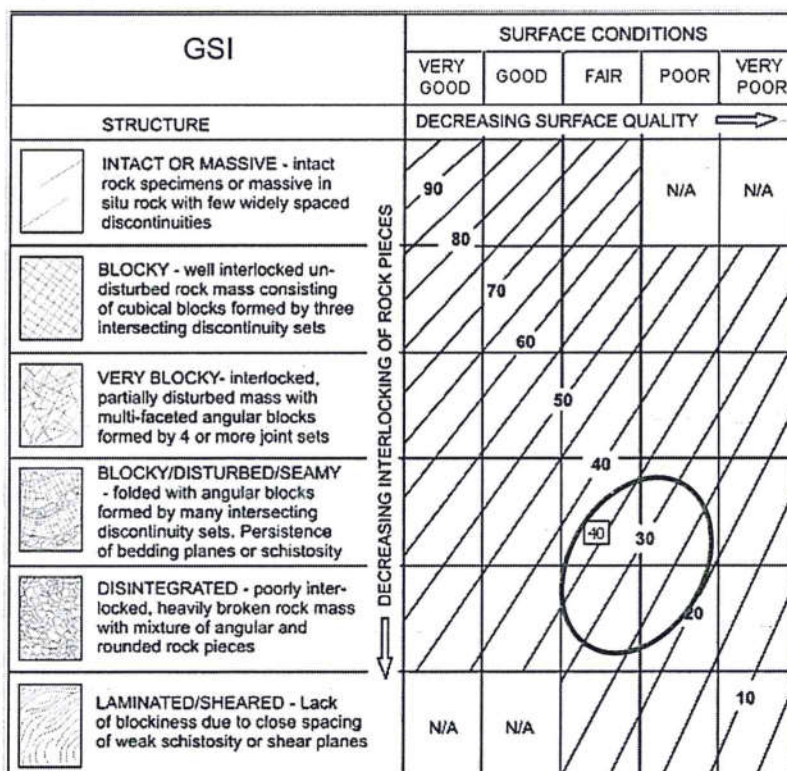 GSI
SURFACE CONDITIONS
VERY GOOD
GOOD
FAIR
POOR
VERY POOR
STRUCTURE
DECREASING SURFACE QUALITY
DECREASING INTERLOCKING OF ROCK PIECES
INTACT OR MASSIVE - intact
rock specimens or massive in
situ rock with few widely spaced
discontinuities
BLOCKY - well interlocked un-
disturbed rock mass consisting
of cubical blocks formed by three
intersecting discontinuity sets
VERY BLOCKY- interlocked,
partially disturbed mass with
multi-faceted angular blocks
formed by 4 or more joint sets
BLOCKY/DISTURBED/SEAMY
- folded with angular blocks
formed by many intersecting
discontinuity sets. Persistence
of bedding planes or schistosity
DISINTEGRATED - poorly inter-
locked, heavily broken rock mass
with mixture of angular and
rounded rock pieces
LAMINATED/SHEARED - Lack
of blockiness due to close spacing
of weak schistosity or shear planes
90
N/A
N/A
80
70
60
50
40
40
30
20
10
N/A
N/A